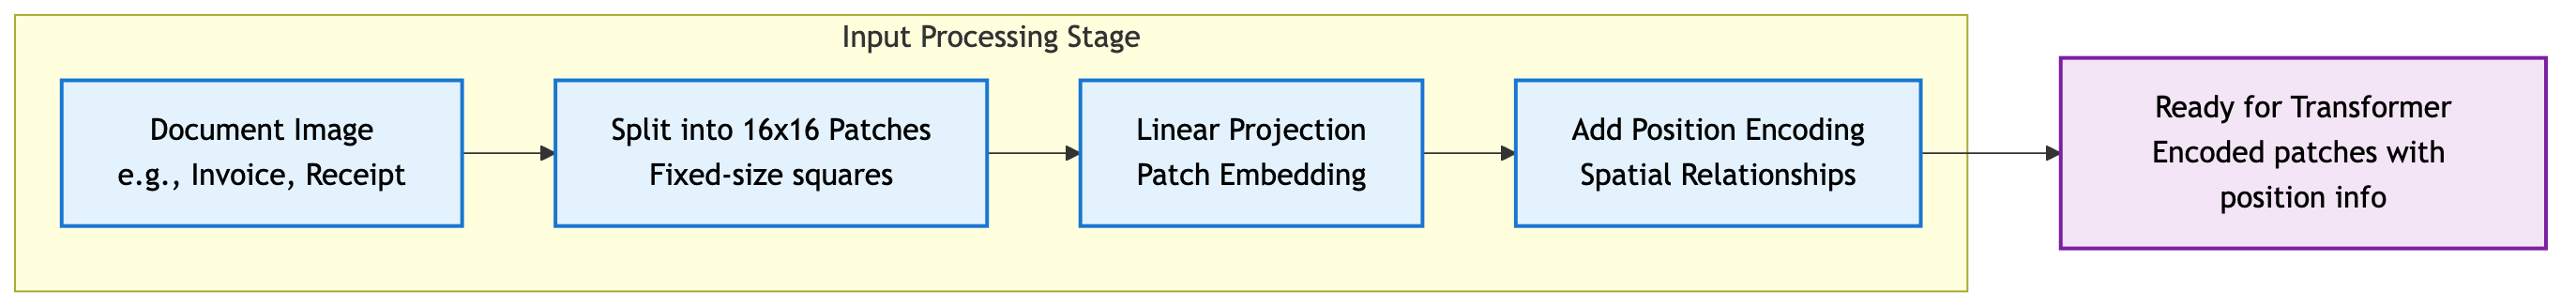 Input Processing Stage
Document Image
e.g., Invoice, Receipt
Split into 16x16 Patches
Fixed-size squares
Linear Projection
Patch Embedding
Add Position Encoding
Spatial Relationships
Ready for Transformer
Encoded patches with
position info